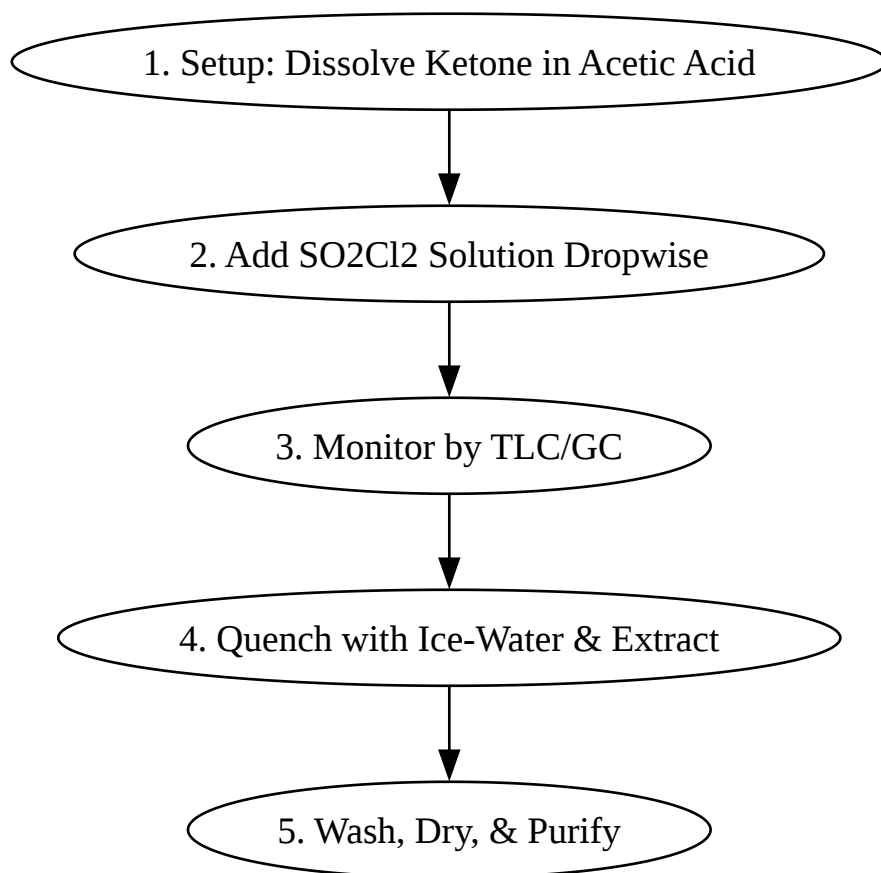 1. Setup: Dissolve Ketone in Acetic Acid
2. Add SO2Cl2 Solution Dropwise
3. Monitor by TLC/GC
4. Quench with Ice-Water & Extract
5. Wash, Dry, & Purify